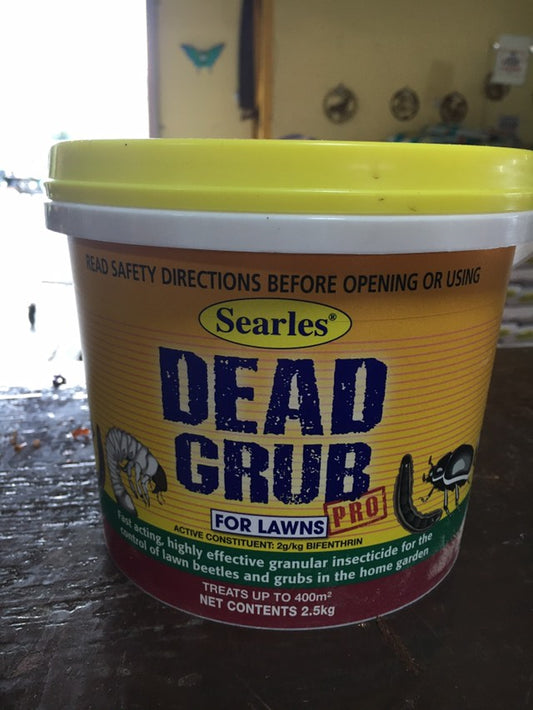 READ SAFETY DIRECTIONS BEFORE OPENING OR USING
Searles®
DEAD
GRUB
PRO
FOR LAWNS
ACTIVE CONSTITUENT: 2g/kg BIFENTHRIN
Fast acting, highly effective granular insecticide for the
control of lawn beetles and grubs in the home garden
TREATS UP TO 400m²
NET CONTENTS 2.5kg